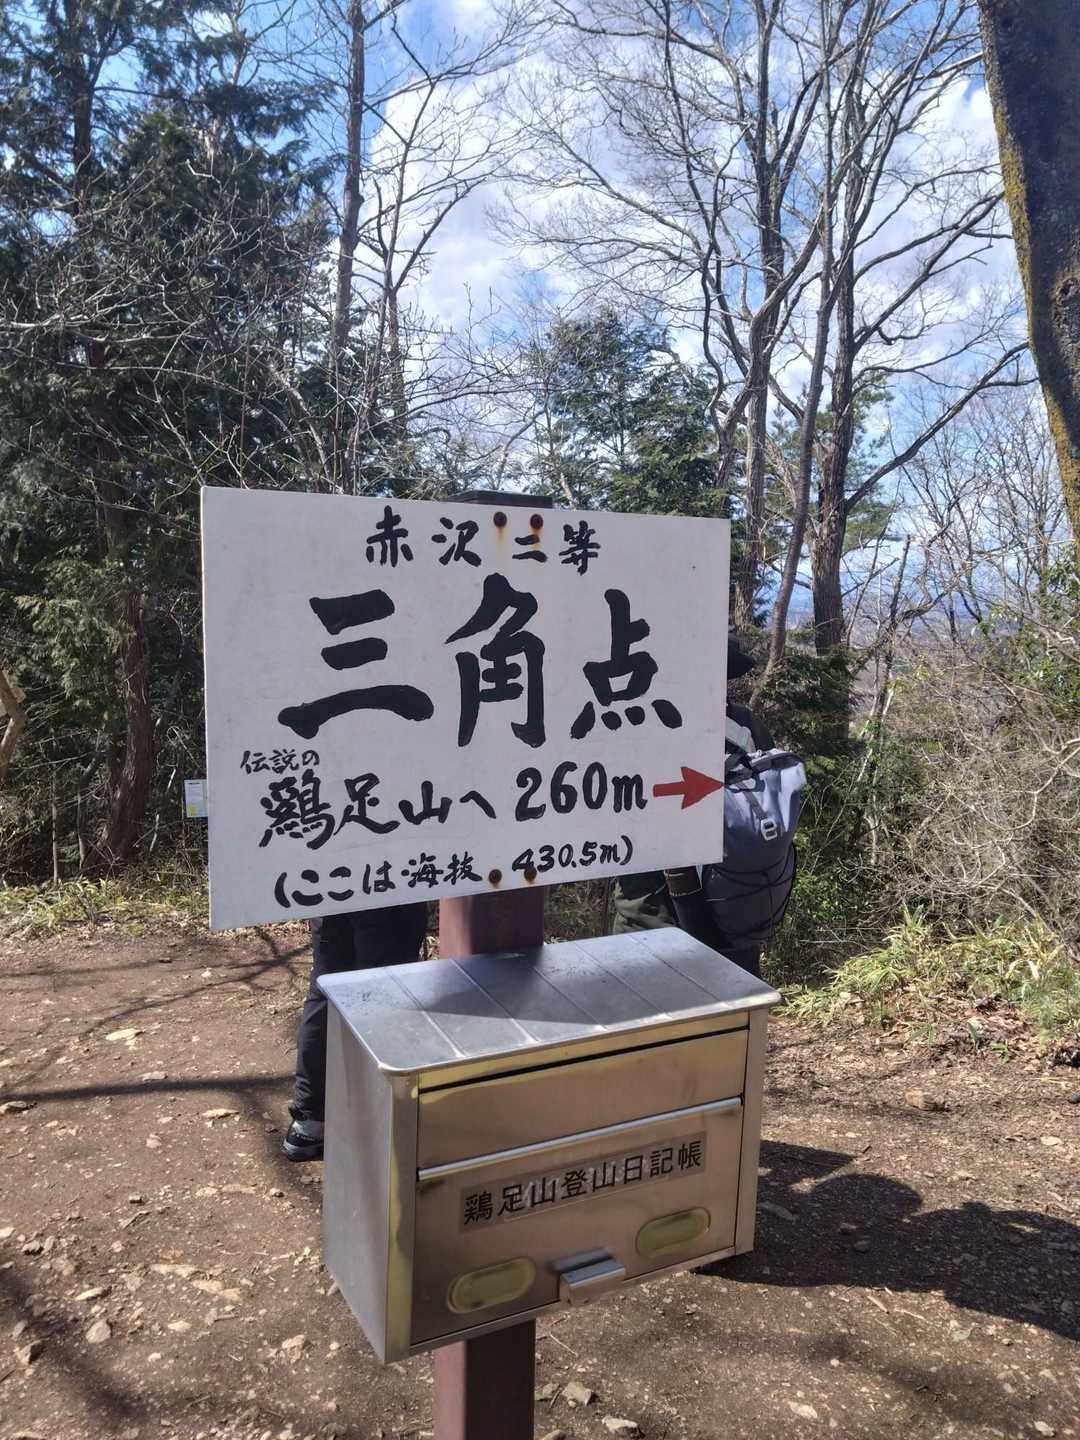 赤沢二等
三角点
伝説の
鶏足山へ 260m→
(ここは海抜 430.5m)
鶏足山登山日記帳